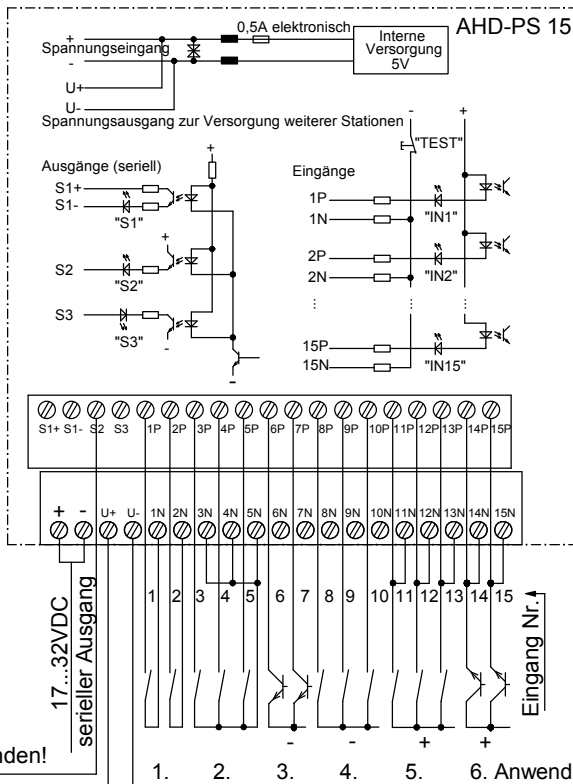 AHD-PS 15
+
0,5A elektronisch
Spannungseingang
-
Interne
Versorgung
5V
U+
U-
Spannungsausgang zur Versorgung weiterer Stationen
- +
"TEST"
Ausgänge (seriell)
+
Eingänge
S1+
S1-
"S1"
+
S2
"S2"
S3
"S3"
-
-
1P
1N
"IN1"
2P
2N
"IN2"
15P
15N
"IN15"
S1+ S1- S2 S3 1P 2P 3P 4P 5P 6P 7P 8P 9P 10P 11P 12P 13P 14P 15P
+ - U+ U- 1N 2N 3N 4N 5N 6N 7N 8N 9N 10N 11N 12N 13N 14N 15N
1 2 3 4 5 6 7 8 9 10 11 12 13 14 15
17...32VDC
serieller Ausgang
Eingang Nr.
- - + +
nden!
1. 2. 3. 4. 5. 6. Anwend